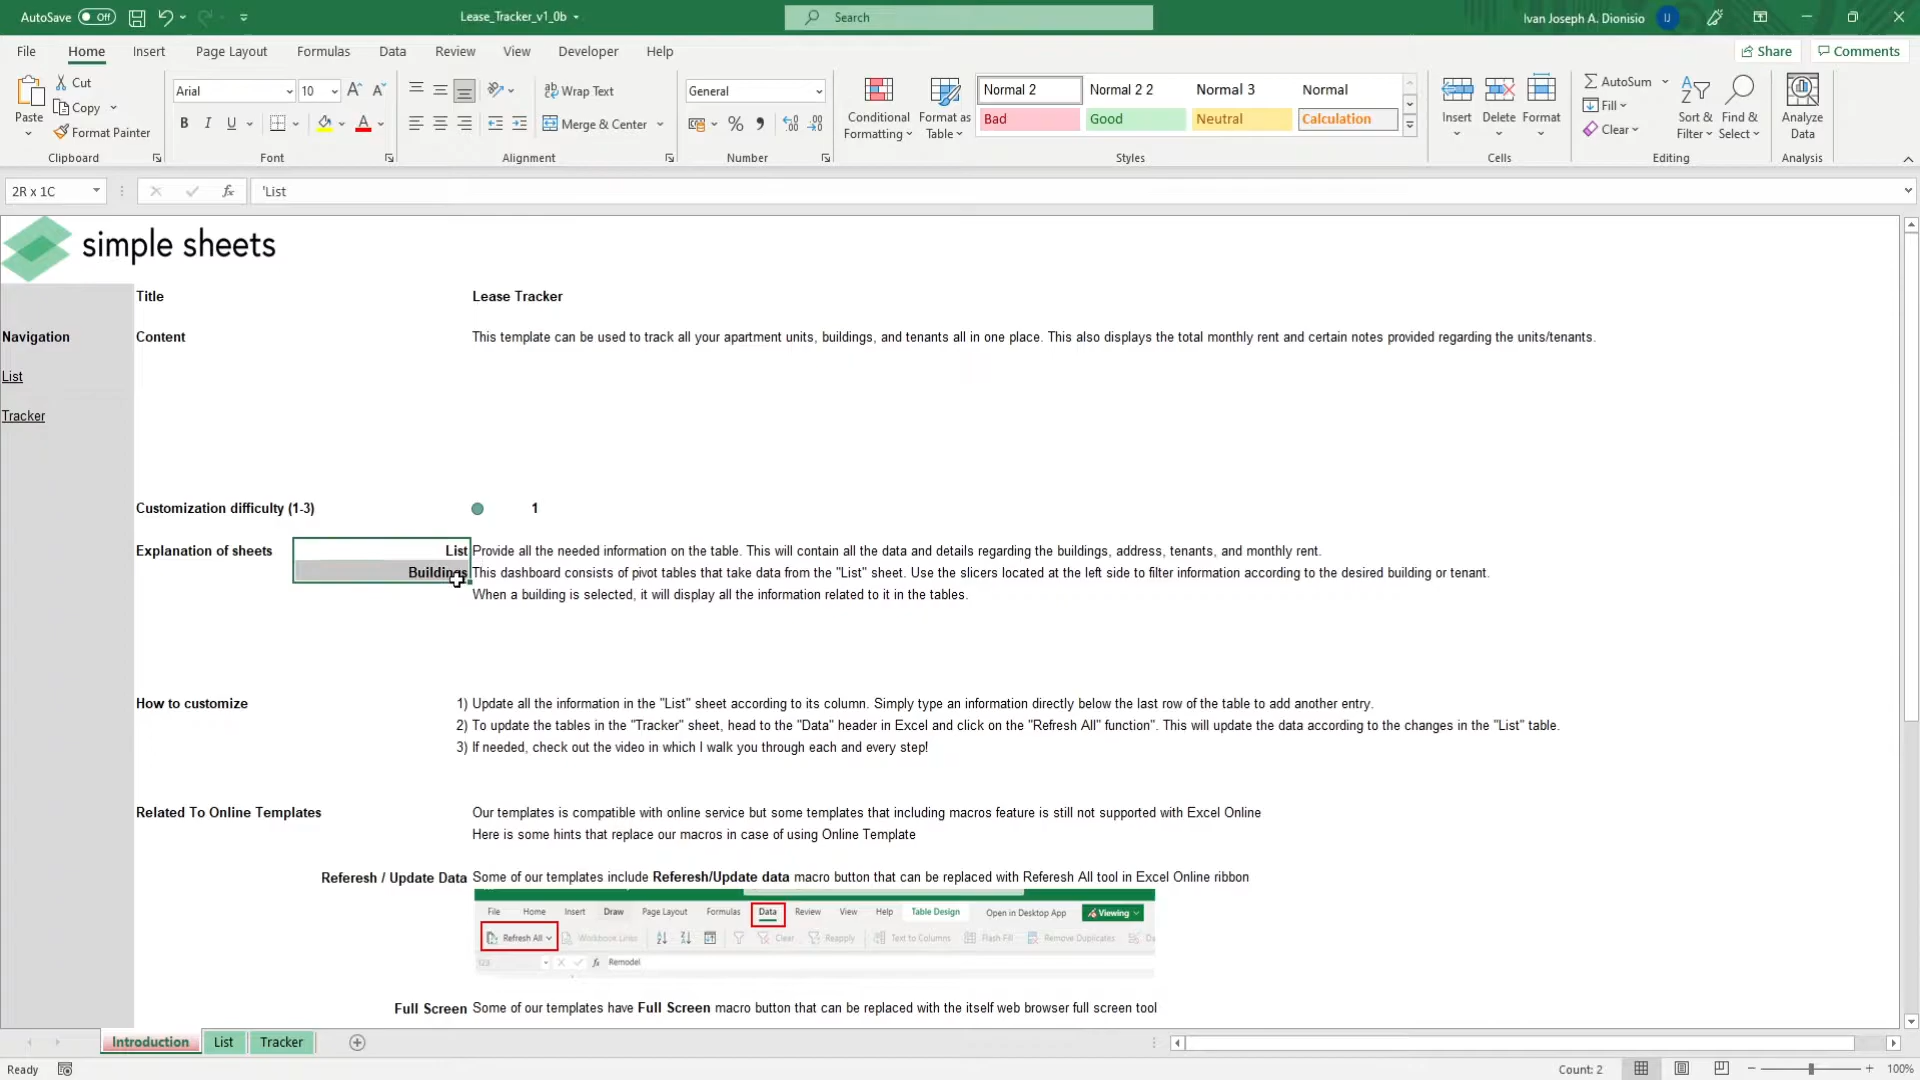 AutoSave Off
Lease_Tracker_v1_0b
Search
Ivan Joseph A. Dionisio
IJ
File Home Insert Page Layout Formulas Data Review View Developer Help
Share
Comments
Paste
Cut
Copy
Format Painter
Clipboard
Arial
10
Font
Wrap Text
Merge & Center
Alignment
General
Number
Conditional Formatting
Format as Table
Normal 2
Normal 2 2
Normal 3
Normal
Bad
Good
Neutral
Calculation
Styles
Insert
Delete
Format
Cells
AutoSum
Fill
Clear
Sort & Filter
Find & Select
Editing
Analyze Data
Analysis
2R x 1C
fx
'List
simple sheets
Title
Lease Tracker
Navigation
Content
This template can be used to track all your apartment units, buildings, and tenants all in one place. This also displays the total monthly rent and certain notes provided regarding the units/tenants.
List
Tracker
Customization difficulty (1-3)
1
Explanation of sheets
List
Provide all the needed information on the table. This will contain all the data and details regarding the buildings, address, tenants, and monthly rent.
Buildings
This dashboard consists of pivot tables that take data from the "List" sheet. Use the slicers located at the left side to filter information according to the desired building or tenant.
When a building is selected, it will display all the information related to it in the tables.
How to customize
1) Update all the information in the "List" sheet according to its column. Simply type an information directly below the last row of the table to add another entry.
2) To update the tables in the "Tracker" sheet, head to the "Data" header in Excel and click on the "Refresh All" function". This will update the data according to the changes in the "List" table.
3) If needed, check out the video in which I walk you through each and every step!
Related To Online Templates
Our templates is compatible with online service but some templates that including macros feature is still not supported with Excel Online
Here is some hints that replace our macros in case of using Online Template
Referesh / Update Data
Some of our templates include Referesh/Update data macro button that can be replaced with Referesh All tool in Excel Online ribbon
File Home Insert Draw Page Layout Formulas Data Review View Help Table Design Open in Desktop App Viewing
Refresh All Workbook Links Clear Reapply Text to Columns Flash Fill Remove Duplicates
123 fx Remodel
Full Screen
Some of our templates have Full Screen macro button that can be replaced with the itself web browser full screen tool
Introduction List Tracker
Ready
Count: 2
100%